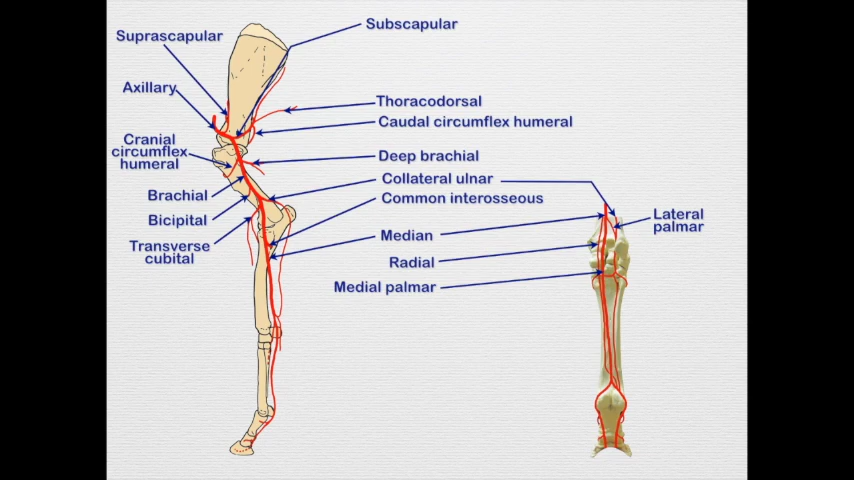 Subscapular
Suprascapular
Axillary
Thoracodorsal
Caudal circumflex humeral
Cranial
circumflex
humeral
Deep brachial
Collateral ulnar
Brachial
Common interosseous
Bicipital
Lateral
palmar
Median
Transverse
cubital
Radial
Medial palmar